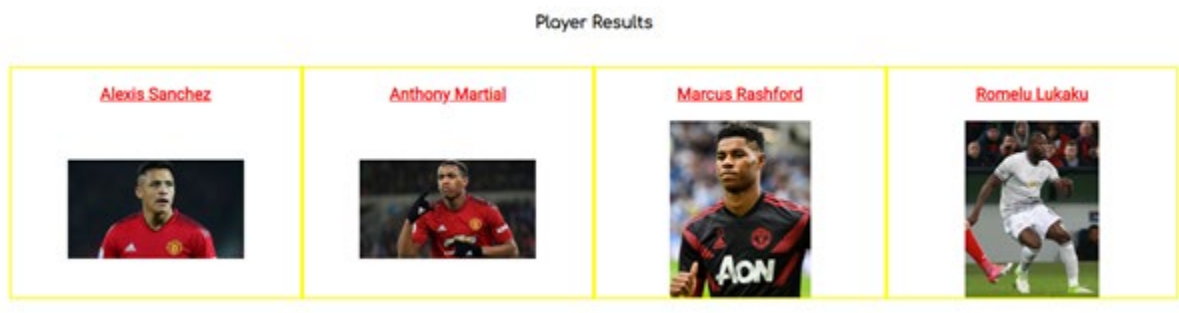 Player Results
Alexis Sanchez
Anthony Martial
Marcus Rashford
Romelu Lukaku
AON